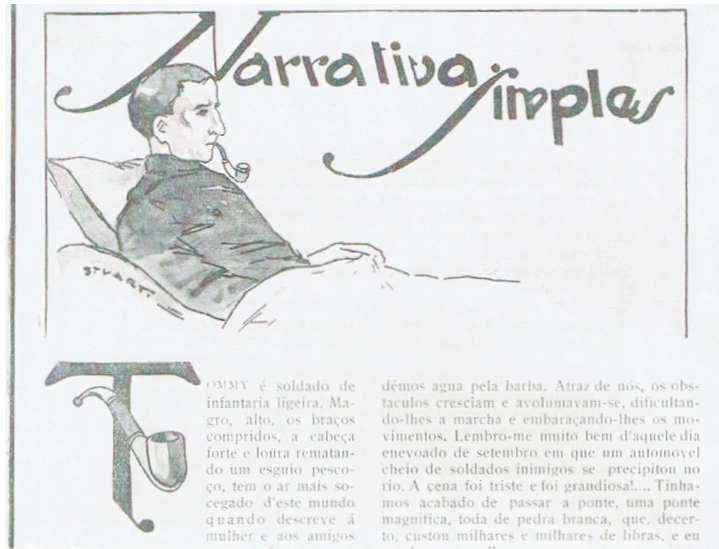 Narrativa Simples
STUART.
TOMMY é soldado de
infantaria ligeira. Ma-
gro, alto, os braços
compridos, a cabeça
forte e loura rematan-
do um esguio pesco-
ço, tem o ar mais so-
cegado d'este mundo
quando descreve á
mulher e aos amigos
démos agua pela barba. Atraz de nós, os obs-
taculos cresciam e avolumavam-se, dificultan-
do-lhes a marcha e embaraçando-lhes os mo-
vimentos. Lembro-me muito bem d'aquele dia
enevoado de setembro em que um automovel
cheio de soldados inimigos se precipitou no
rio. A cena foi triste e foi grandiosa!.... Tinha-
mos acabado de passar a ponte, uma ponte
magnifica, toda de pedra branca, que, decer-
to, custou milhares e milhares de libras, e eu